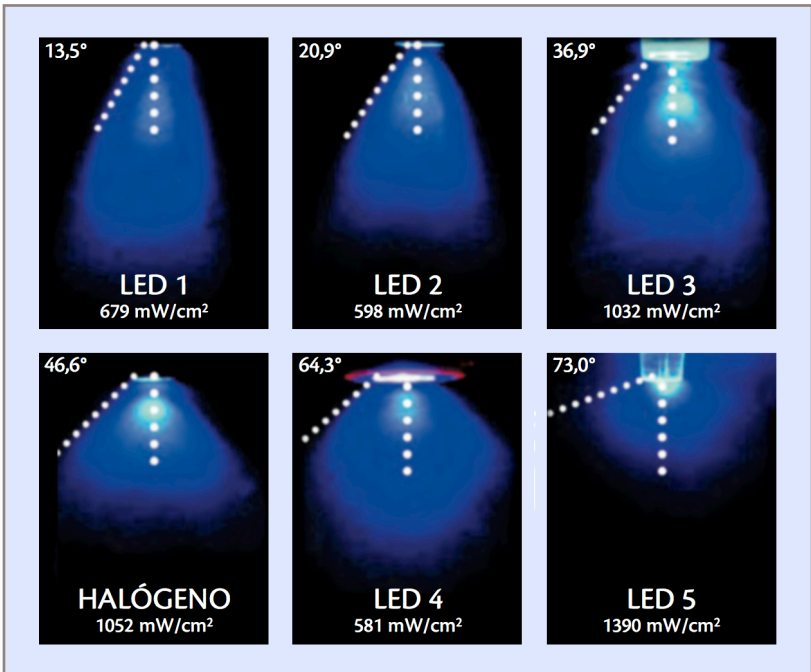 13,5°
LED 1
679 mW/cm²
20,9°
LED 2
598 mW/cm²
36,9°
LED 3
1032 mW/cm²
46,6°
HALÓGENO
1052 mW/cm²
64,3°
LED 4
581 mW/cm²
73,0°
LED 5
1390 mW/cm²